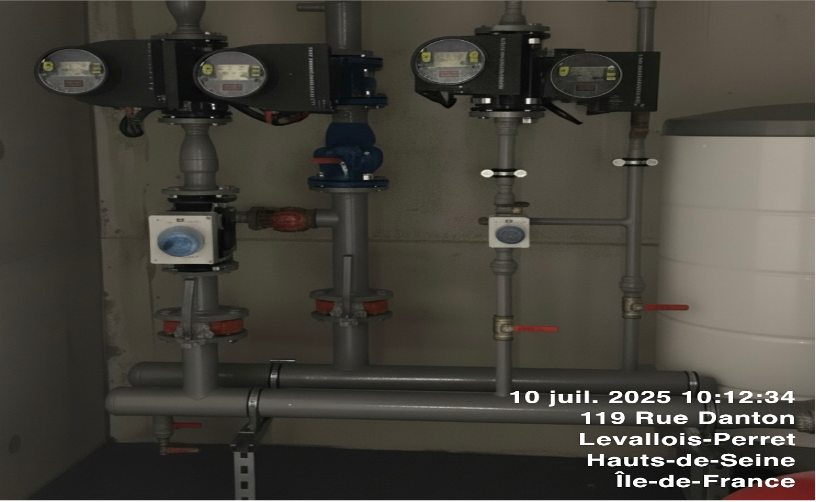 10 juil. 2025 10:12:34
119 Rue Danton
Levallois-Perret
Hauts-de-Seine
Île-de-France